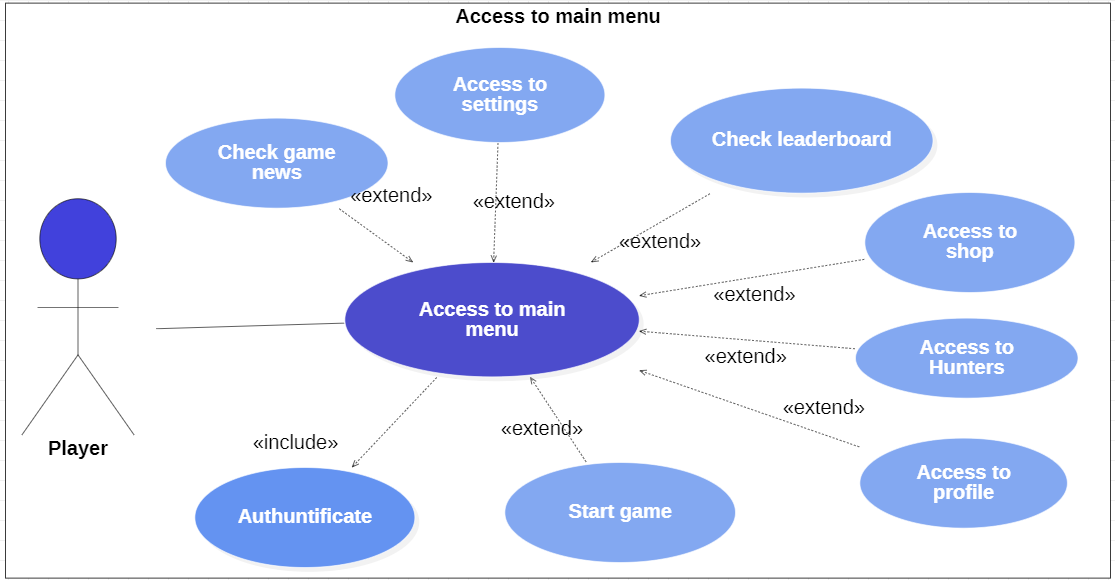 Access to main menu
Access to
settings
Check leaderboard
Check game
news
«extend»
«extend»
«extend»
Access to
shop
«extend»
Access to main
menu
Access to
Hunters
«extend»
«extend»
Player
«include»
«extend»
Access to
profile
Authuntificate
Start game